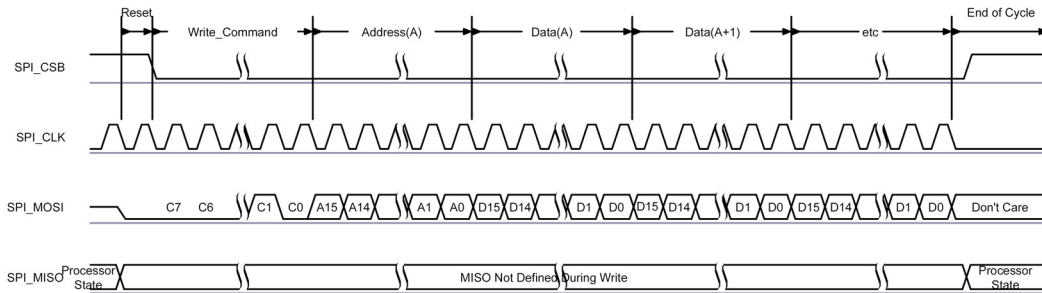 Reset
End of Cycle
Write_Command Address(A) Data(A) Data(A+1) etc
SPI_CSB
SPI_CLK
SPI_MOSI C7 C6 C1 C0 A15 A14 A1 A0 D15 D14 D1 D0 D15 D14 D1 D0 D15 D14 D1 D0 Don't Care
SPI_MISO Processor State MISO Not Defined During Write Processor State